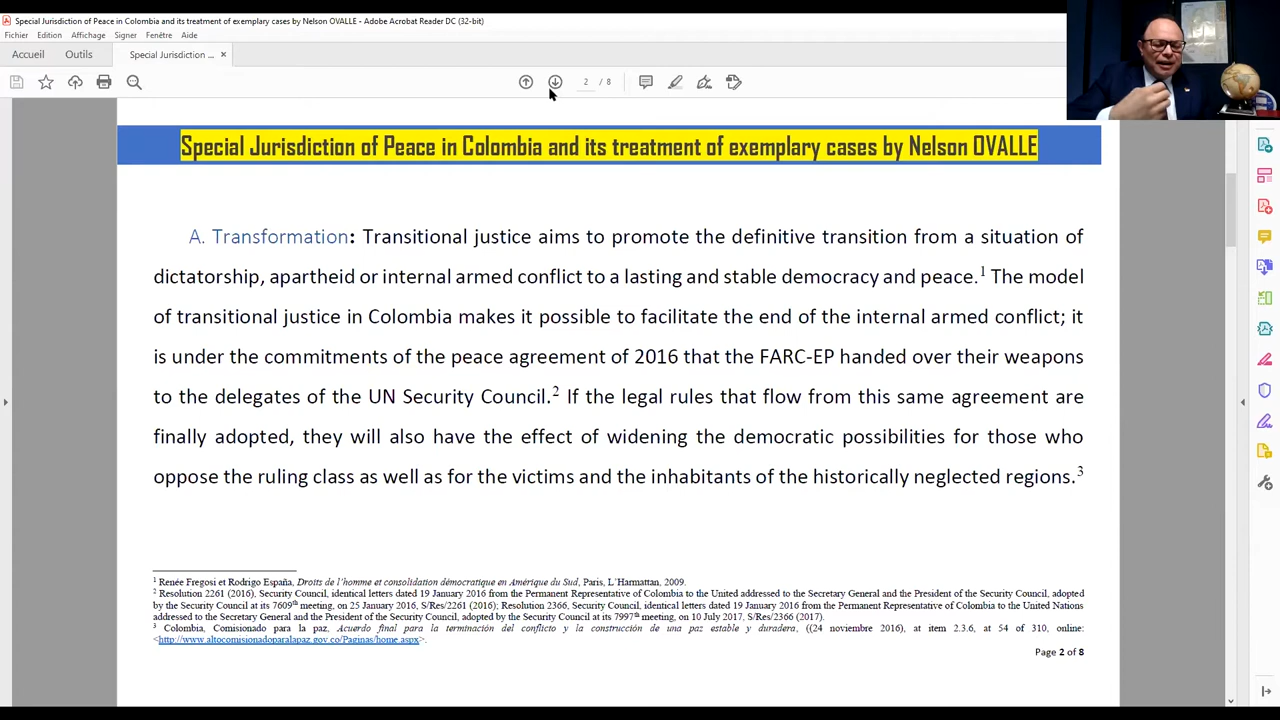 Special Jurisdiction of Peace in Colombia and its treatment of exemplary cases by Nelson OVALLE - Adobe Acrobat Reader DC (32-bit)
Fichier Edition Affichage Signer Fenêtre Aide
Accueil Outils Special Jurisdiction ... ×
2 / 8
Special Jurisdiction of Peace in Colombia and its treatment of exemplary cases by Nelson OVALLE
A. Transformation: Transitional justice aims to promote the definitive transition from a situation of
dictatorship, apartheid or internal armed conflict to a lasting and stable democracy and peace.1 The model
of transitional justice in Colombia makes it possible to facilitate the end of the internal armed conflict; it
is under the commitments of the peace agreement of 2016 that the FARC-EP handed over their weapons
to the delegates of the UN Security Council.2 If the legal rules that flow from this same agreement are
finally adopted, they will also have the effect of widening the democratic possibilities for those who
oppose the ruling class as well as for the victims and the inhabitants of the historically neglected regions.3
1 Renée Fregosi et Rodrigo España, Droits de l'homme et consolidation démocratique en Amérique du Sud, Paris, L'Harmattan, 2009.
2 Resolution 2261 (2016), Security Council, identical letters dated 19 January 2016 from the Permanent Representative of Colombia to the United addressed to the Secretary General and the President of the Security Council, adopted
by the Security Council at its 7609th meeting, on 25 January 2016, S/Res/2261 (2016); Resolution 2366, Security Council, identical letters dated 19 January 2016 from the Permanent Representative of Colombia to the United Nations
addressed to the Secretary General and the President of the Security Council, adopted by the Security Council at its 7997th meeting, on 10 July 2017, S/Res/2366 (2017).
3 Colombia, Comisionado para la paz, Acuerdo final para la terminación del conflicto y la construcción de una paz estable y duradera, ((24 noviembre 2016), at item 2.3.6, at 54 of 310, online:
<http://www.altocomisionadoparalapaz.gov.co/Paginas/home.aspx>.
Page 2 of 8